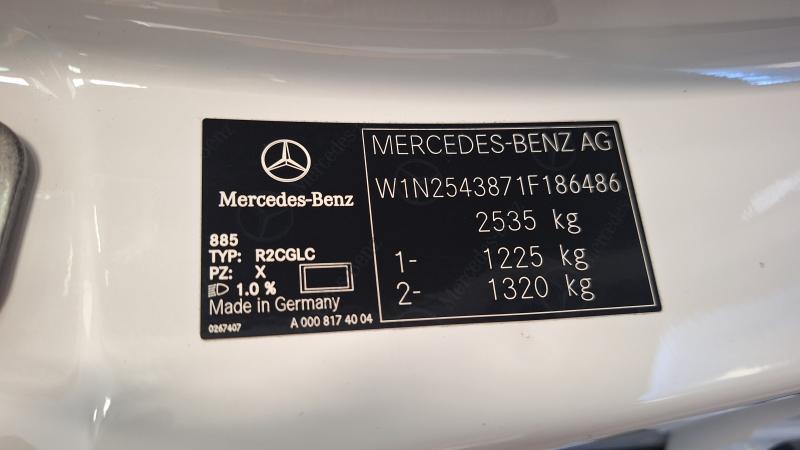 Mercedes-Benz
885
TYP: R2CGLC
PZ: X
1.0 %
Made in Germany
0267407
A 000 817 40 04
MERCEDES-BENZ AG
W1N2543871F186486
2535 kg
1- 1225 kg
2- 1320 kg